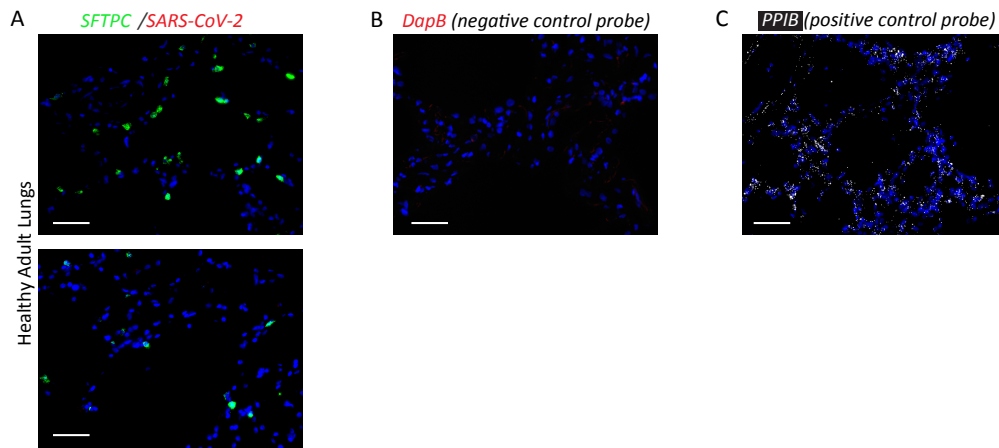 A
SFTPC /SARS-CoV-2
B
DapB (negative control probe)
C
PPIB (positive control probe)
Healthy Adult Lungs